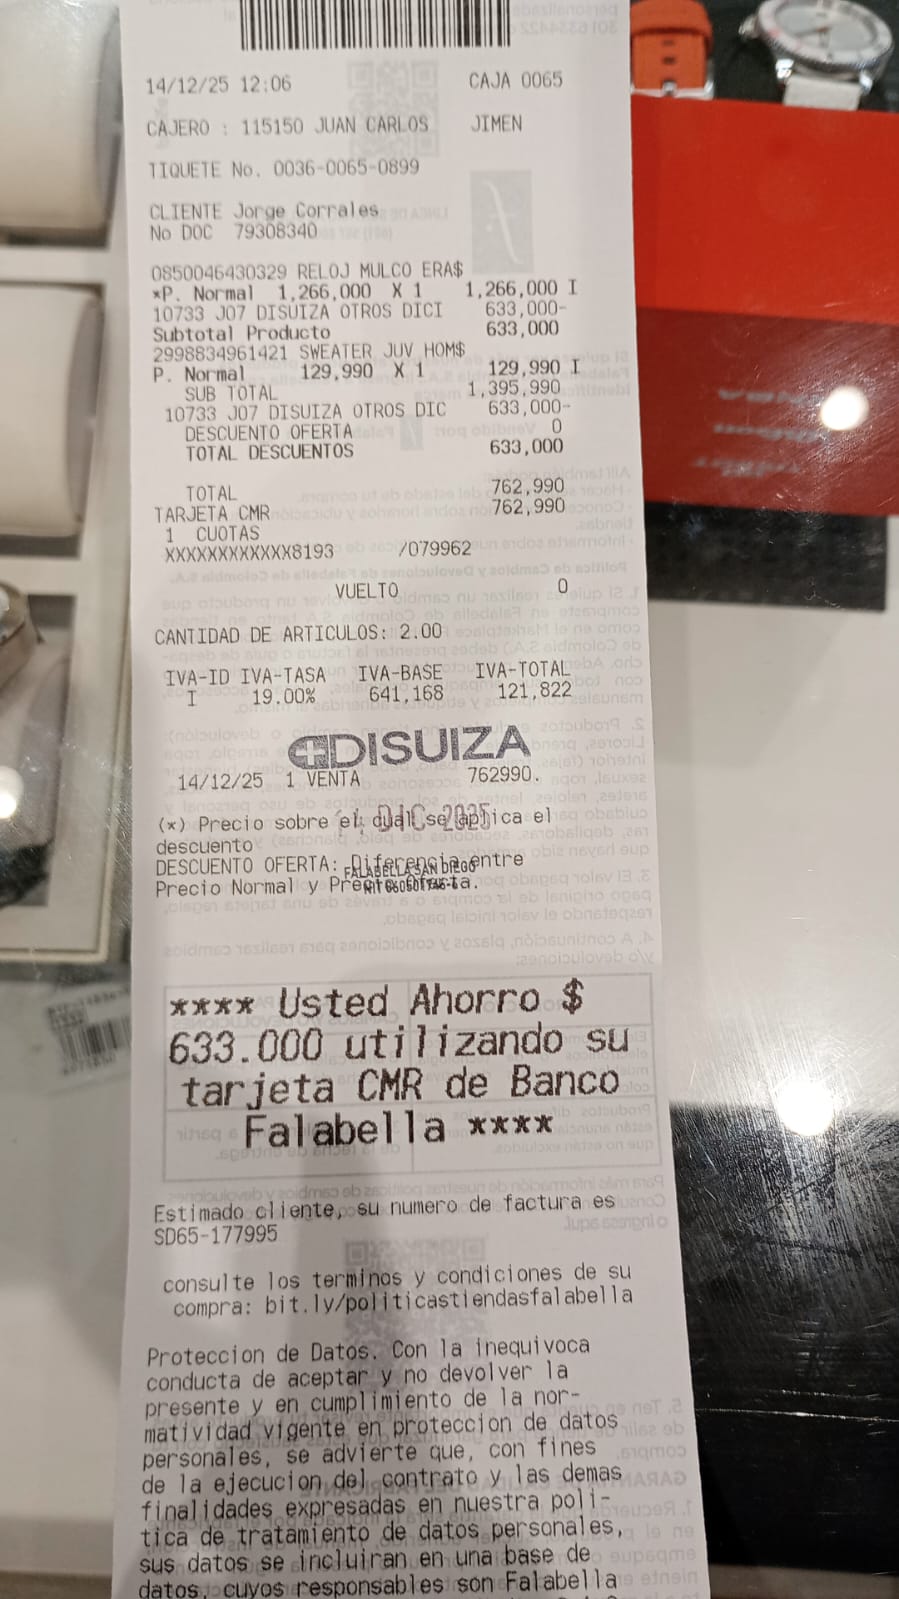 14/12/25 12:06 CAJA 0065
CAJERO : 115150 JUAN CARLOS JIMEN
TIQUETE No. 0036-0065-0899
CLIENTE Jorge Corrales
No DOC 79308340
0850046430329 RELOJ MULCO ERA$
*P. Normal 1,266,000 X 1 1,266,000 I
10733 J07 DISUIZA OTROS DICI 633,000-
Subtotal Producto 633,000
2998834961421 SWEATER JUV HOM$
P. Normal 129,990 X 1 129,990 I
SUB TOTAL 1,395,990
10733 J07 DISUIZA OTROS DIC 633,000-
DESCUENTO OFERTA 0
TOTAL DESCUENTOS 633,000
TOTAL 762,990
TARJETA CMR 762,990
1 CUOTAS
XXXXXXXXXXXX8193 /079962
VUELTO 0
CANTIDAD DE ARTICULOS: 2.00
IVA-ID IVA-TASA IVA-BASE IVA-TOTAL
I 19.00% 641,168 121,822
DISUIZA
14/12/25 1 VENTA 762990.
DIC 2025
(*) Precio sobre el cual se aplica el
descuento
DESCUENTO OFERTA: Diferencia entre
FALABELLA SAN DIEGO
Precio Normal y Precio Oferta.
**** Usted Ahorro $
633.000 utilizando su
tarjeta CMR de Banco
Falabella ****
Estimado cliente, su numero de factura es
SD65-177995
consulte los terminos y condiciones de su
compra: bit.ly/politicastiendasfalabella
Proteccion de Datos. Con la inequivoca
conducta de aceptar y no devolver la
presente y en cumplimiento de la nor-
matividad vigente en proteccion de datos
personales, se advierte que, con fines
de la ejecucion del contrato y las demas
finalidades expresadas en nuestra poli-
tica de tratamiento de datos personales,
sus datos se incluiran en una base de
datos, cuyos responsables son Falabella